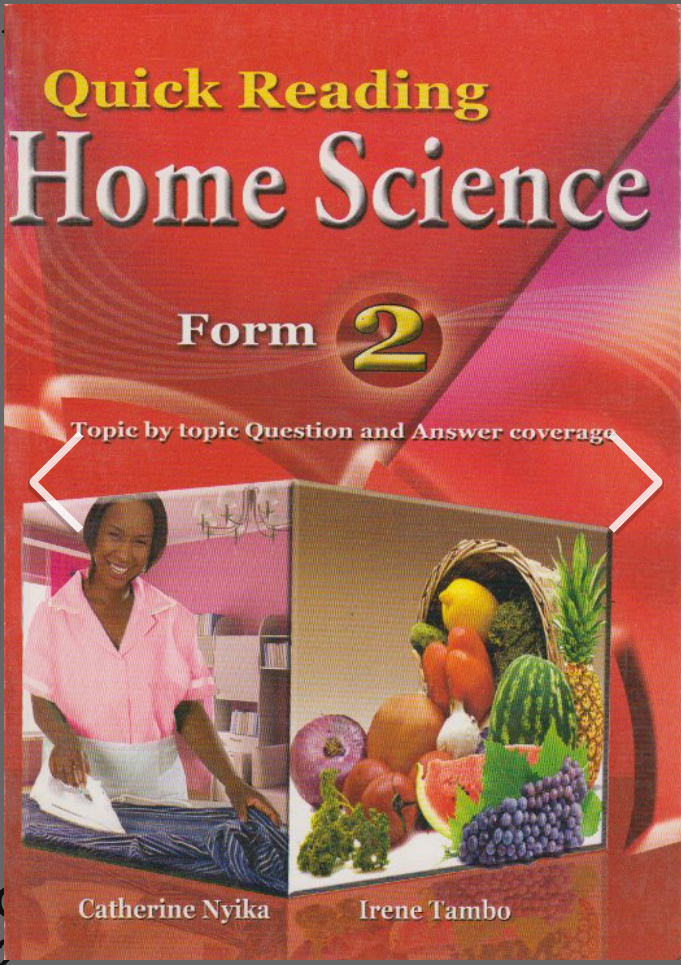 Quick Reading
Home Science
Form 2
Topic by topic Question and Answer coverage
Catherine Nyika
Irene Tambo